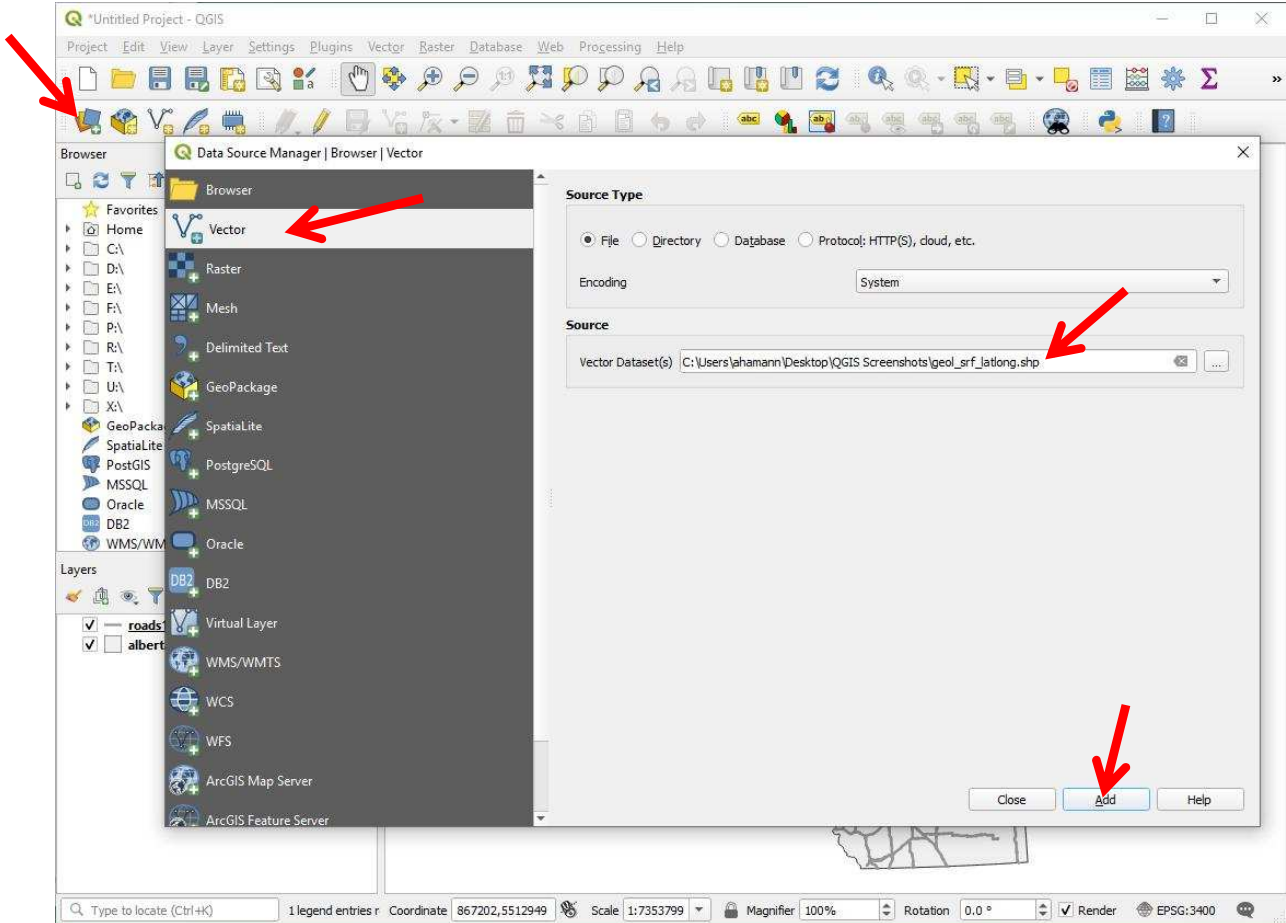 *Untitled Project - QGIS
Project Edit View Layer Settings Plugins Vector Raster Database Web Processing Help
Browser
Favorites
Home
C:\
D:\
E:\
F:\
P:\
R:\
T:\
U:\
X:\
GeoPacka
SpatiaLite
PostGIS
MSSQL
Oracle
DB2
WMS/WM
Layers
roads1
albert
Data Source Manager | Browser | Vector
Browser
Vector
Raster
Mesh
Delimited Text
GeoPackage
SpatiaLite
PostgreSQL
MSSQL
Oracle
DB2
Virtual Layer
WMS/WMTS
WCS
WFS
ArcGIS Map Server
ArcGIS Feature Server
Source Type
File Directory Database Protocol: HTTP(S), cloud, etc.
Encoding System
Source
Vector Dataset(s) C:\Users\ahamann\Desktop\QGIS Screenshots\geol_srf_latlong.shp ...
Close Add Help
Type to locate (Ctrl+K) 1 legend entries r Coordinate 867202,5512949 Scale 1:7353799 Magnifier 100% Rotation 0.0 ° Render EPSG:3400